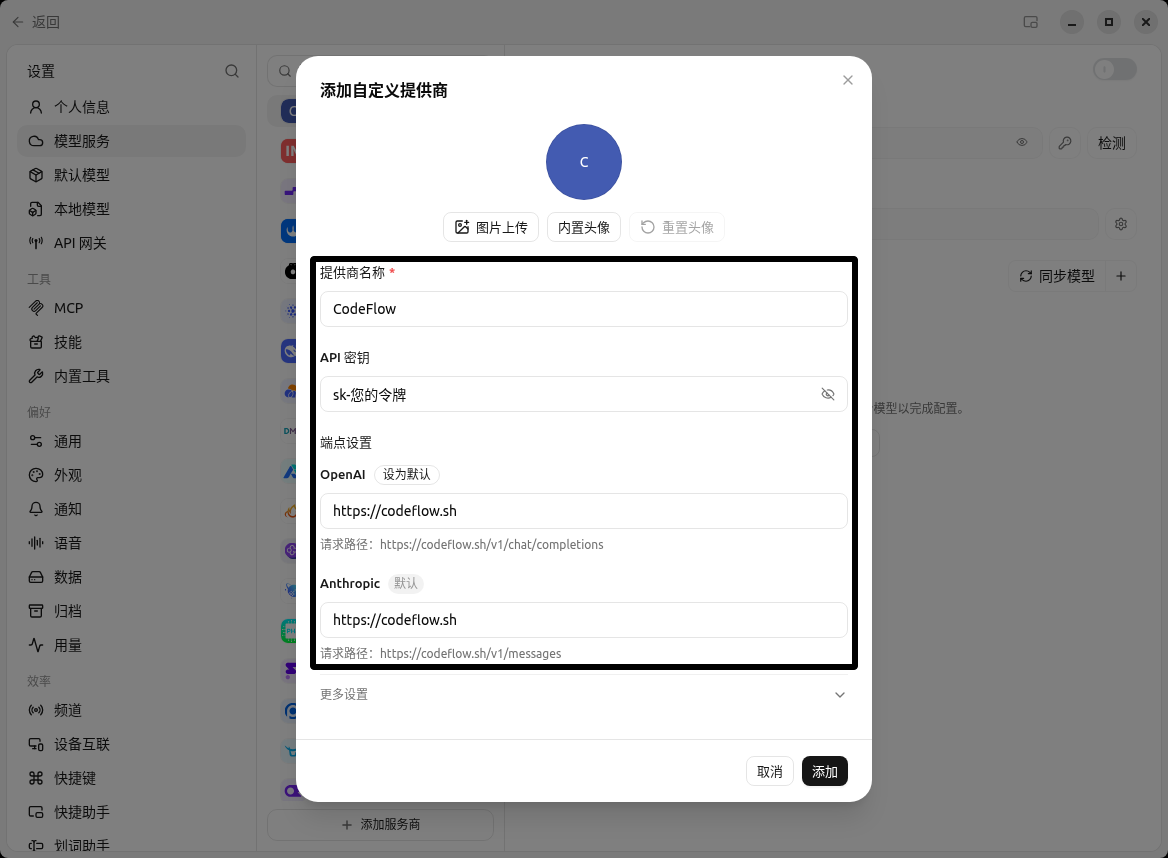 返回
设置
个人信息
模型服务
默认模型
本地模型
API 网关
工具
MCP
技能
内置工具
偏好
通用
外观
通知
语音
数据
归档
用量
效率
频道
设备互联
快捷键
快捷助手
划词助手
添加自定义提供商
C
图片上传
内置头像
重置头像
提供商名称 *
CodeFlow
API 密钥
sk-您的令牌
端点设置
OpenAI 设为默认
https://codeflow.sh
请求路径：https://codeflow.sh/v1/chat/completions
Anthropic 默认
https://codeflow.sh
请求路径：https://codeflow.sh/v1/messages
更多设置
取消
添加
添加服务商
检测
同步模型
模型以完成配置。